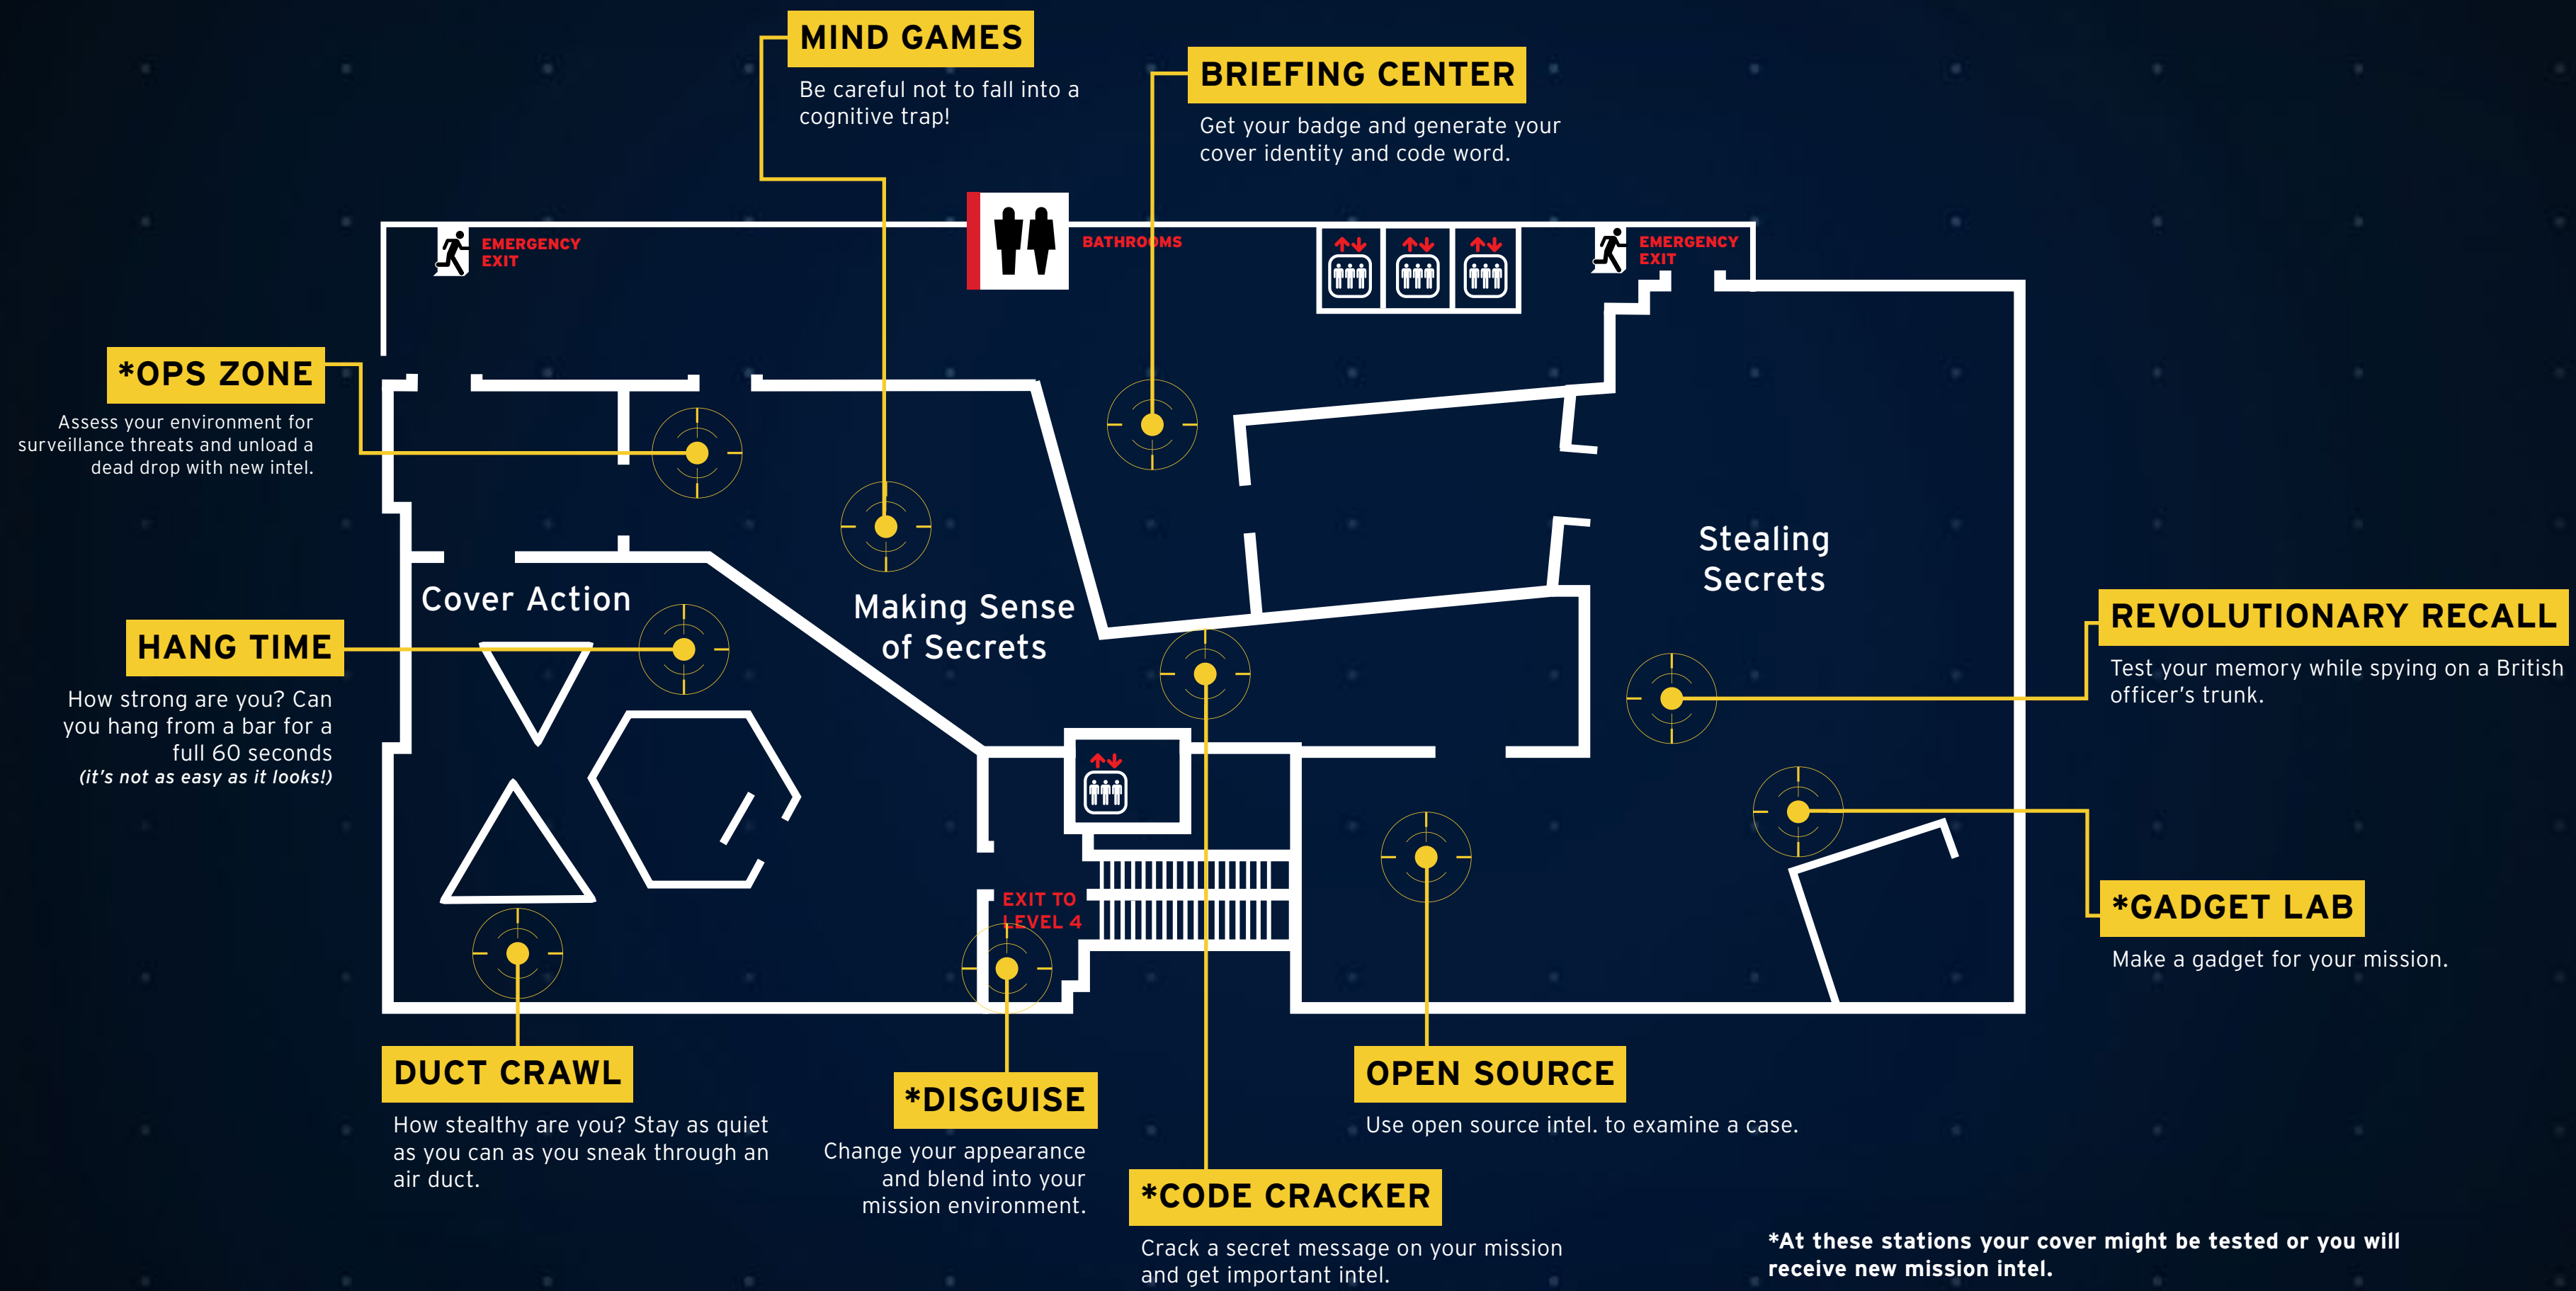 MIND GAMES
Be careful not to fall into a
cognitive trap!
BRIEFING CENTER
Get your badge and generate your
cover identity and code word.
EMERGENCY
EXIT
BATHROOMS
EMERGENCY
EXIT
*OPS ZONE
Assess your environment for
surveillance threats and unload a
dead drop with new intel.
Stealing
Secrets
Cover Action
Making Sense
of Secrets
HANG TIME
How strong are you? Can
you hang from a bar for a
full 60 seconds
(it's not as easy as it looks!)
REVOLUTIONARY RECALL
Test your memory while spying on a British
officer's trunk.
EXIT TO
LEVEL 4
*GADGET LAB
Make a gadget for your mission.
DUCT CRAWL
How stealthy are you? Stay as quiet
as you can as you sneak through an
air duct.
*DISGUISE
Change your appearance
and blend into your
mission environment.
OPEN SOURCE
Use open source intel. to examine a case.
*CODE CRACKER
Crack a secret message on your mission
and get important intel.
*At these stations your cover might be tested or you will
receive new mission intel.